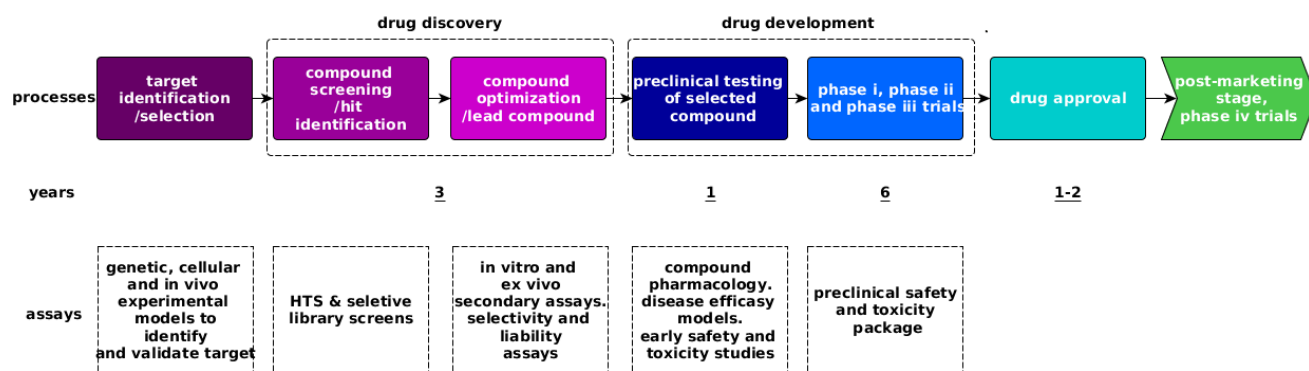 drug discovery
drug development
.
processes
target
identification
/selection
compound
screening
/hit
identification
compound
optimization
/lead compound
preclinical testing
of selected
compound
phase i, phase ii
and phase iii trials
drug approval
post-marketing
stage,
phase iv trials
years
3
1
6
1-2
assays
genetic, cellular
and in vivo
experimental
models to
identify
and validate target
HTS & seletive
library screens
in vitro and
ex vivo
secondary assays.
selectivity and
liability
assays
compound
pharmacology.
disease efficasy
models.
early safety and
toxicity studies
preclinical safety
and toxicity
package